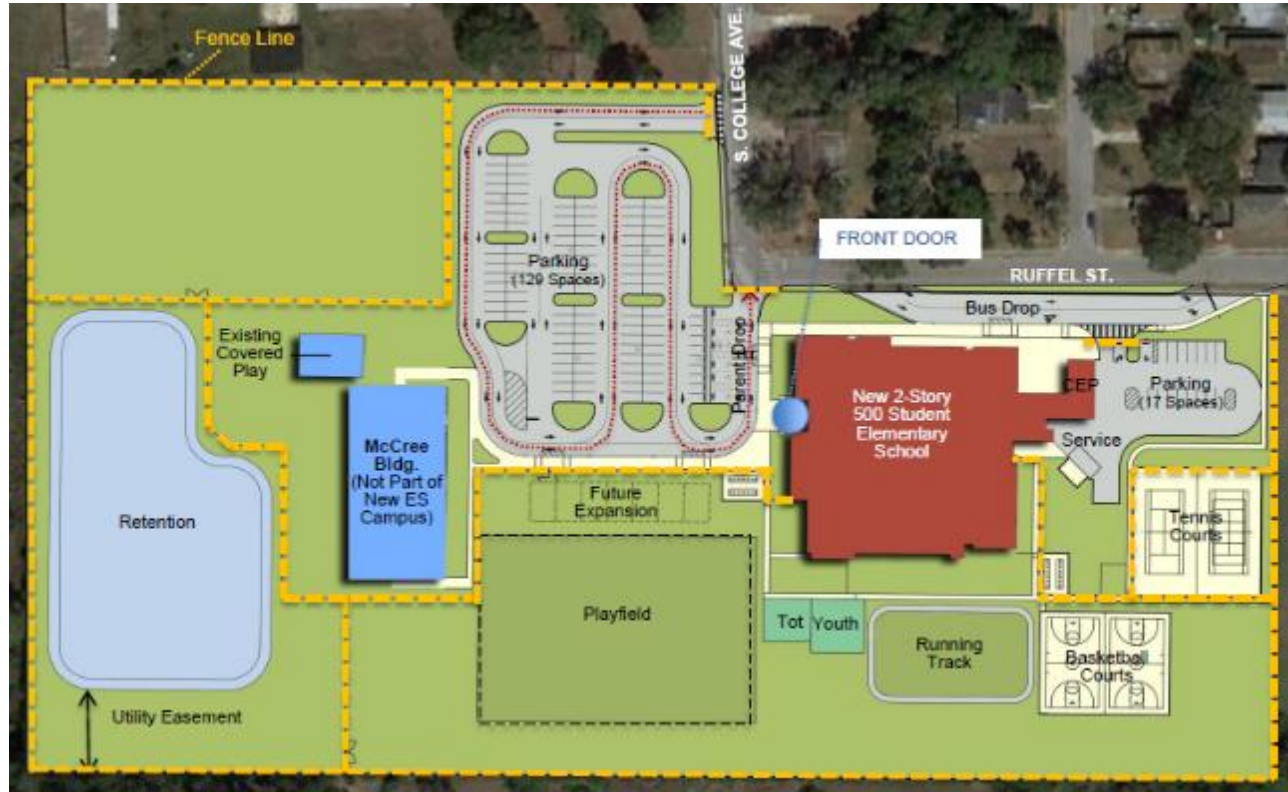 Fence Line
S. COLLEGE AVE.
FRONT DOOR
RUFFEL ST.
Parking
(129 Spaces)
Bus Drop
Parent Drop
Existing
Covered
Play
New 2-Story
500 Student
Elementary
School
CEP
Parking
(17 Spaces)
Service
McCree
Bldg.
(Not Part of
New ES
Campus)
Future
Expansion
Retention
Tennis
Courts
Playfield
Tot
Youth
Running
Track
Basketball
Courts
Utility Easement